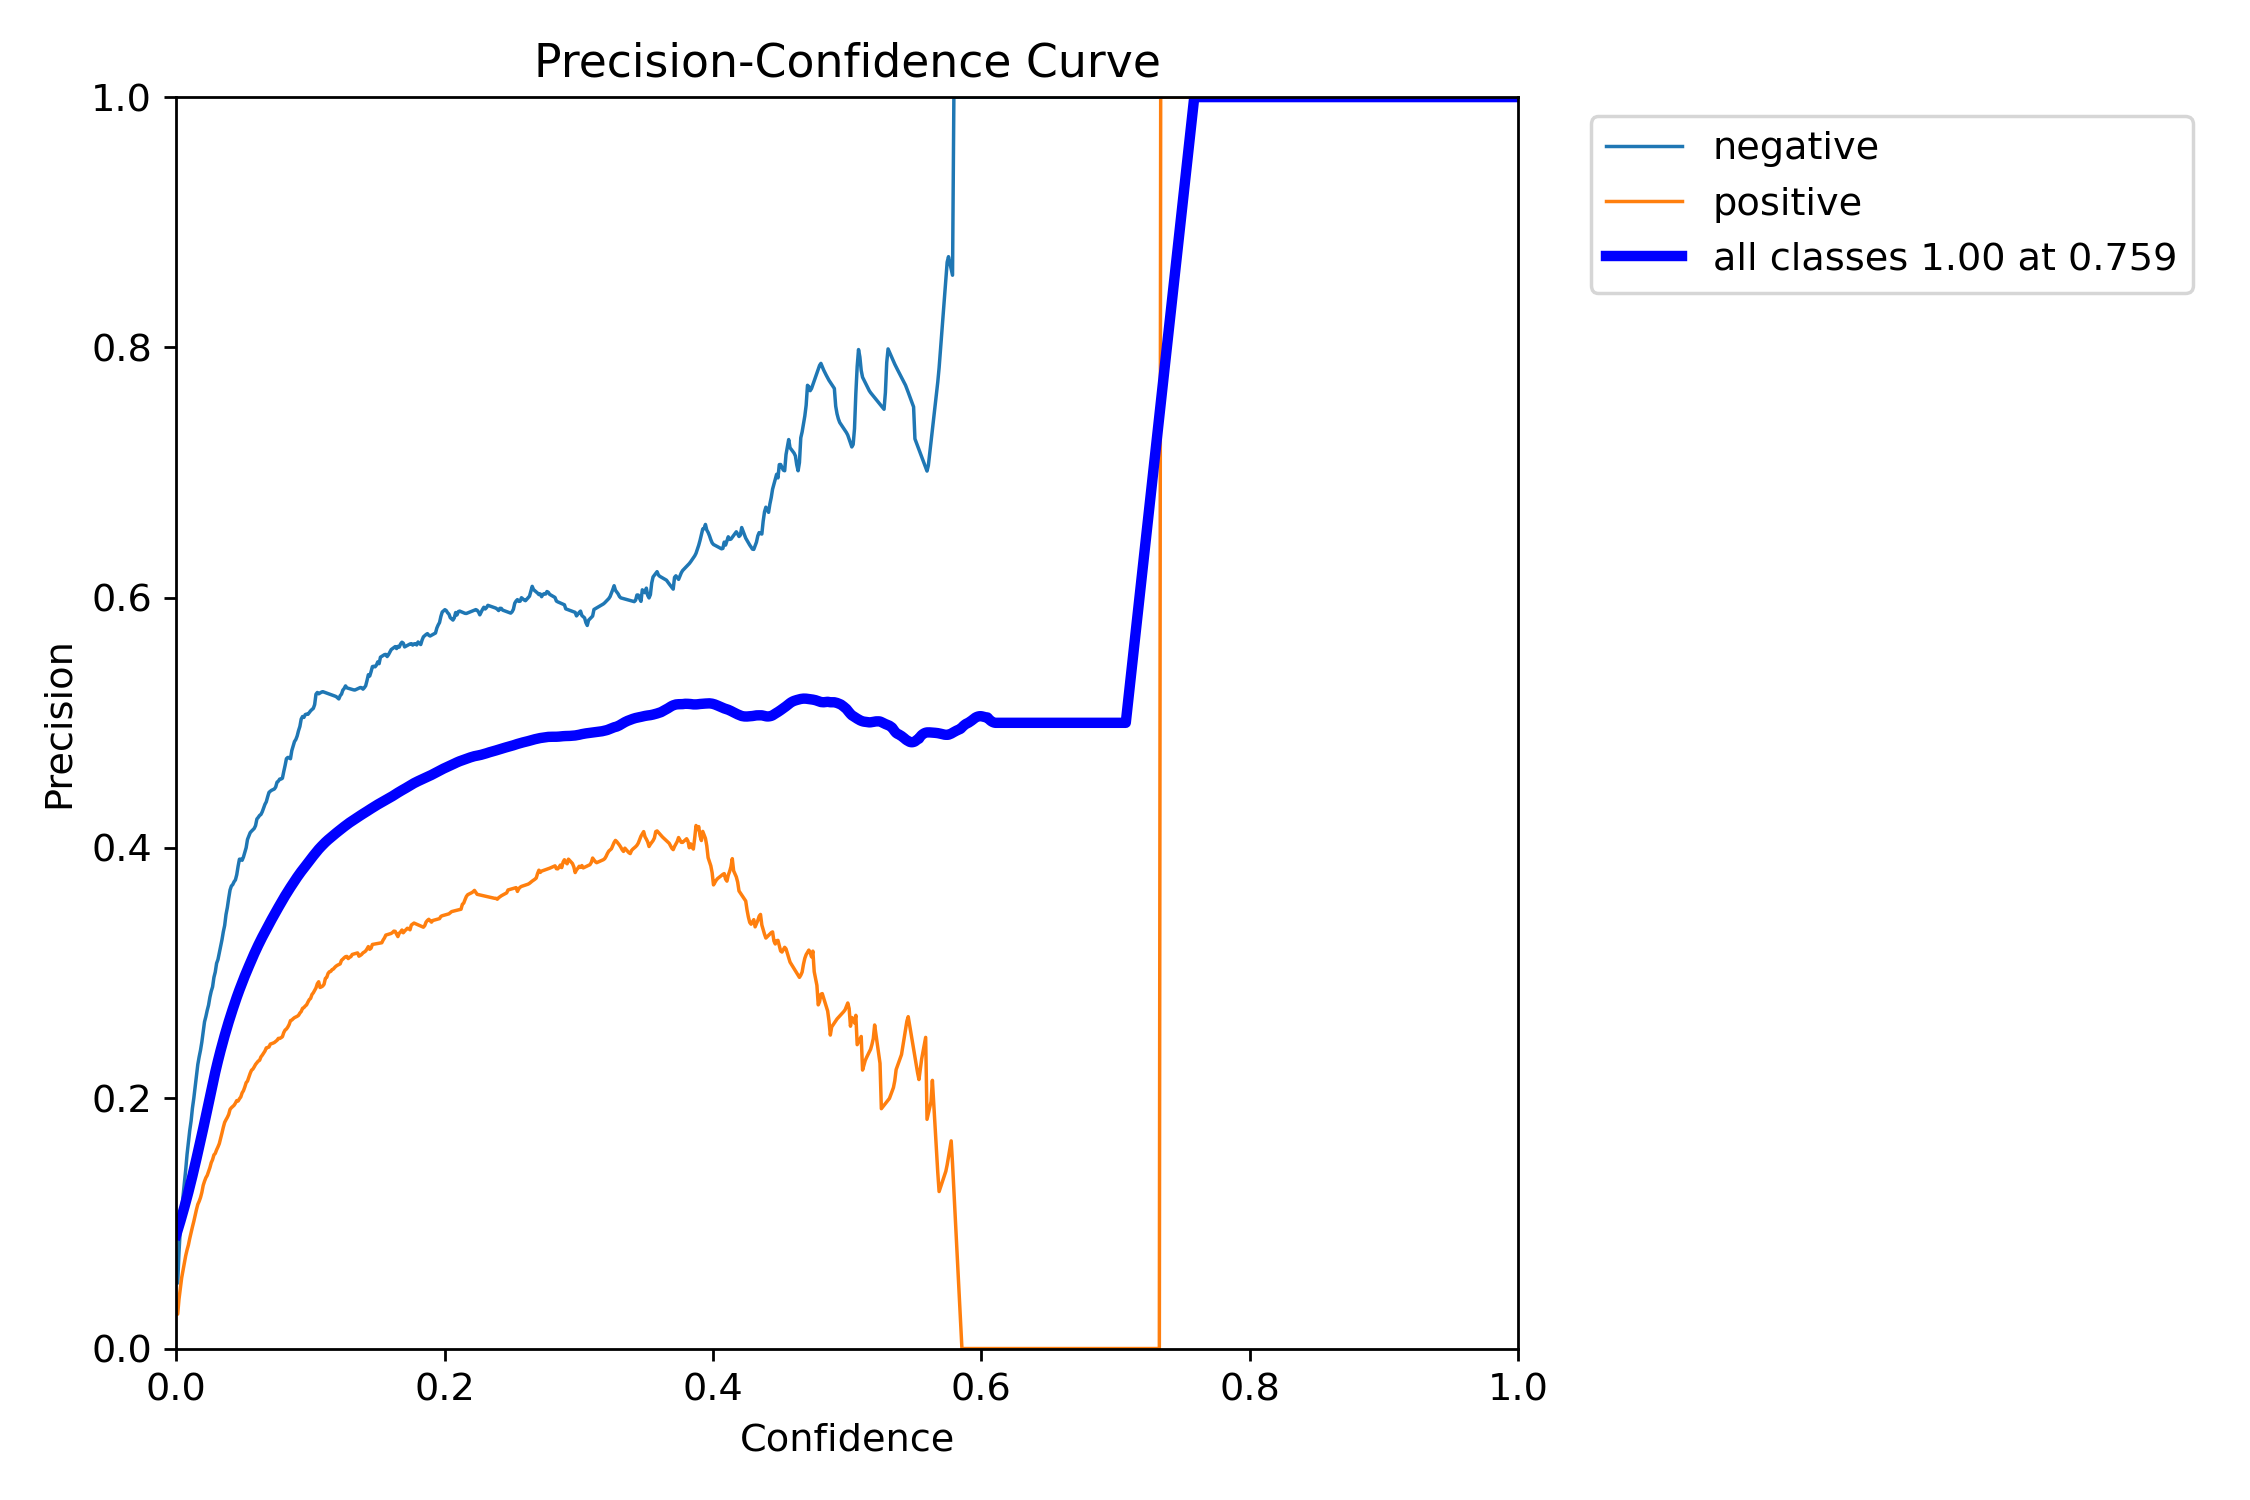 Precision-Confidence Curve
1.0
0.8
0.6
0.4
0.2
0.0
Precision
0.0 0.2 0.4 0.6 0.8 1.0
Confidence
negative
positive
all classes 1.00 at 0.759